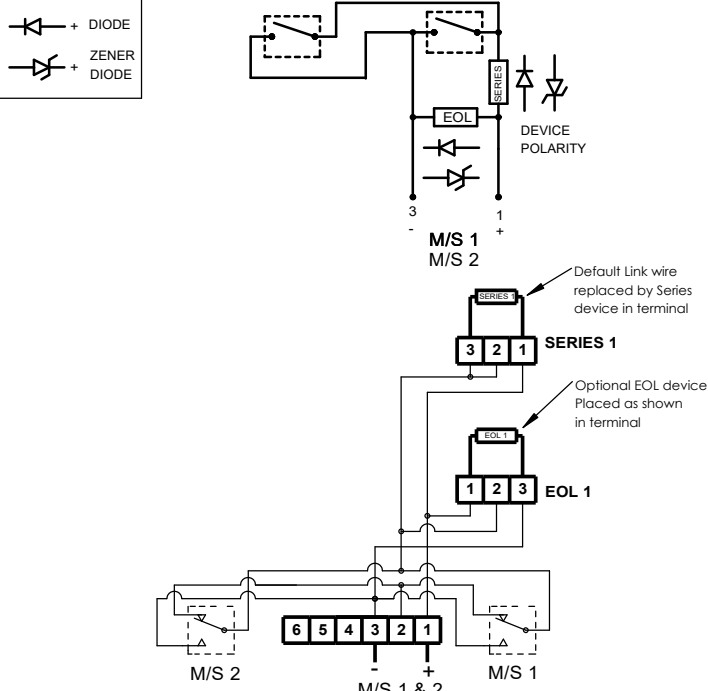 + DIODE
+ ZENER
DIODE
SERIES
EOL
DEVICE
POLARITY
3 1
- +
M/S 1
M/S 2
Default Link wire
replaced by Series
device in terminal
SERIES 1
3 2 1 SERIES 1
Optional EOL device
Placed as shown
in terminal
EOL 1
1 2 3 EOL 1
6 5 4 3 2 1
- +
M/S 2 M/S 1
M/S 1 & 2